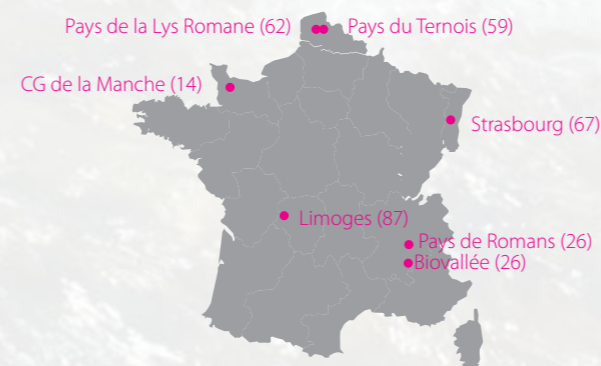 Pays de la Lys Romane (62)
Pays du Ternois (59)
CG de la Manche (14)
Strasbourg (67)
Limoges (87)
Pays de Romans (26)
Biovallée (26)